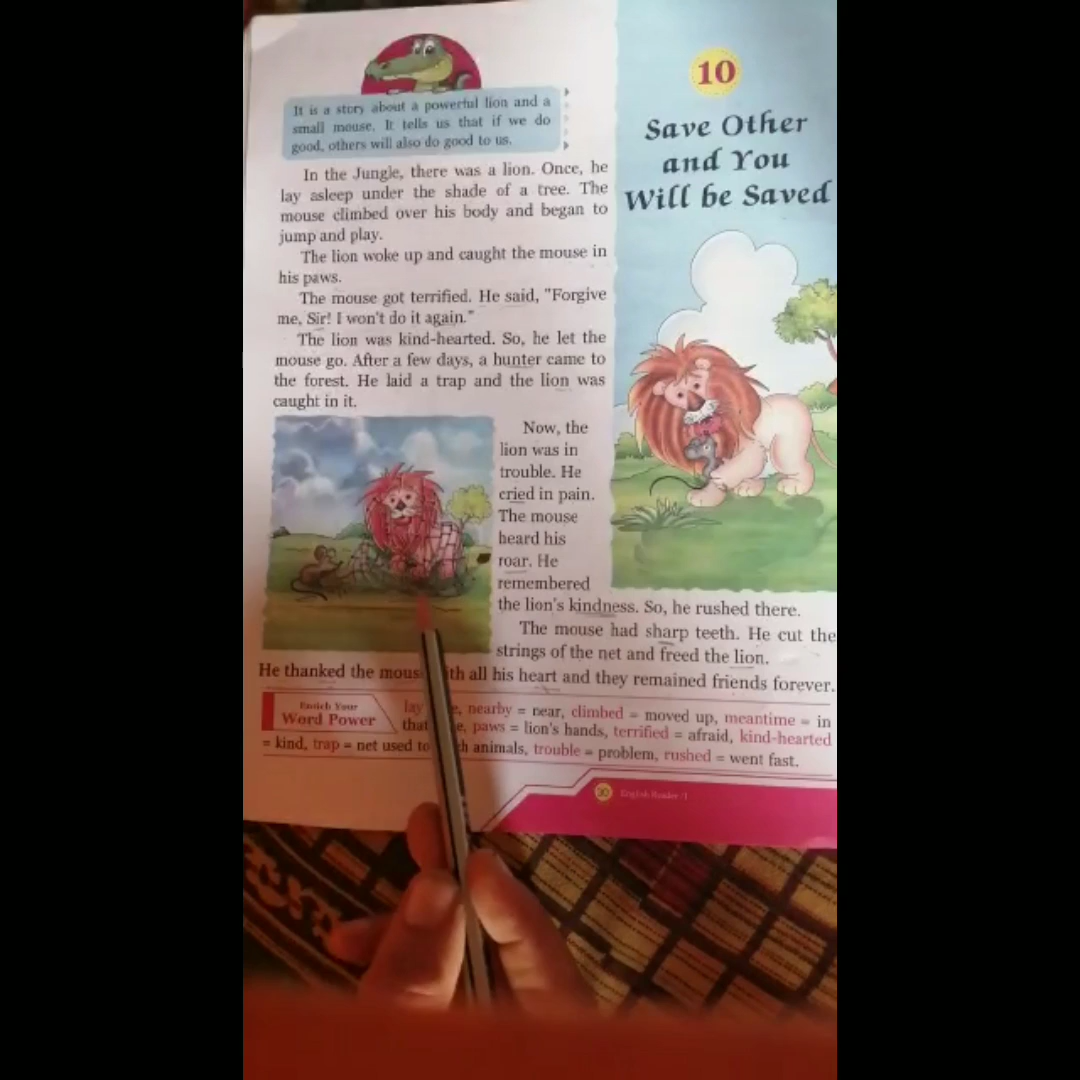 It is a story about a powerful lion and a
small mouse. It tells us that if we do
good, others will also do good to us.
10
Save Other
and You
Will be Saved
In the Jungle, there was a lion. Once, he
lay asleep under the shade of a tree. The
mouse climbed over his body and began to
jump and play.
The lion woke up and caught the mouse in
his paws.
The mouse got terrified. He said, "Forgive
me, Sir! I won't do it again."
The lion was kind-hearted. So, he let the
mouse go. After a few days, a hunter came to
the forest. He laid a trap and the lion was
caught in it.
Now, the
lion was in
trouble. He
cried in pain.
The mouse
heard his
roar. He
remembered
the lion's kindness. So, he rushed there.
The mouse had sharp teeth. He cut the
strings of the net and freed the lion.
He thanked the all his heart and they remained friends forever.
Enrich Your
Word Power
lay nearby = near, climbed = moved up, meantime = in
that paws = lion's hands, terrified = afraid, kind-hearted
= kind, trap = net used to animals, trouble = problem, rushed = went fast.
English Reader /1